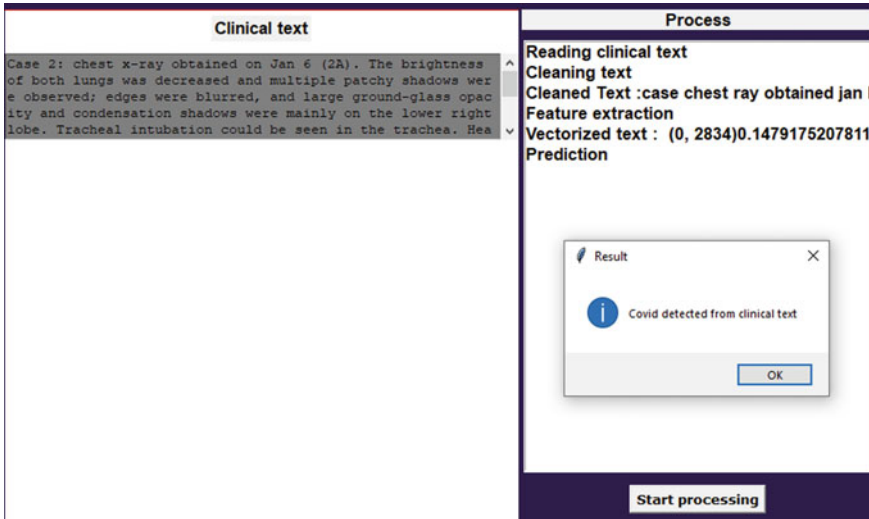 Clinical text
Case 2: chest x-ray obtained on Jan 6 (2A). The brightness
of both lungs was decreased and multiple patchy shadows wer
e observed; edges were blurred, and large ground-glass opac
ity and condensation shadows were mainly on the lower right
lobe. Tracheal intubation could be seen in the trachea. Hea
Process
Reading clinical text
Cleaning text
Cleaned Text :case chest ray obtained jan
Feature extraction
Vectorized text : (0, 2834)0.1479175207811
Prediction
Result
Covid detected from clinical text
OK
Start processing